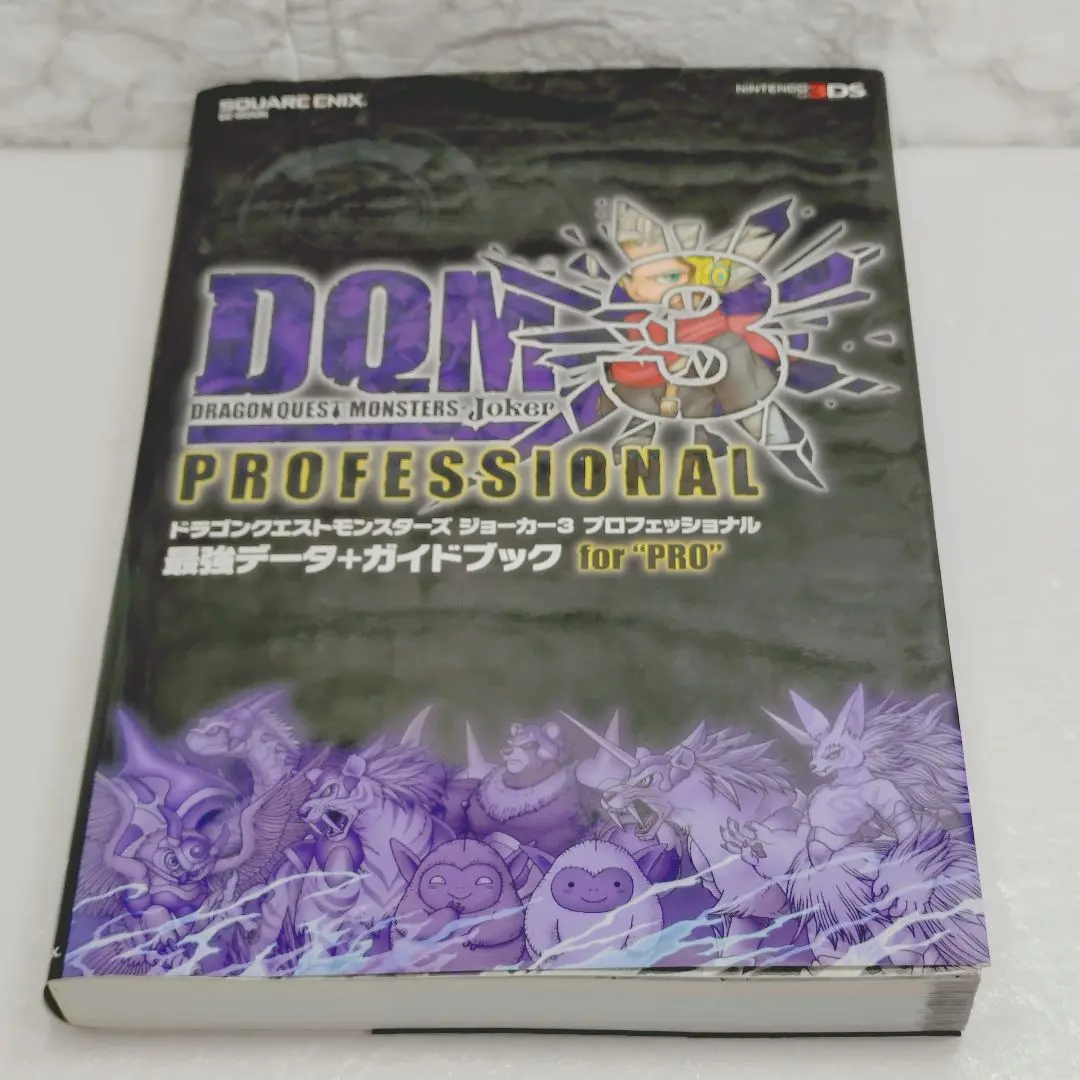 SQUARE ENIX.
SE-MOOK
NINTENDO 3DS
DQM
3
DRAGON QUEST MONSTERS-Joker
PROFESSIONAL
ドラゴンクエストモンスターズ ジョーカー3 プロフェッショナル
最強データ+ガイドブック for “PRO”